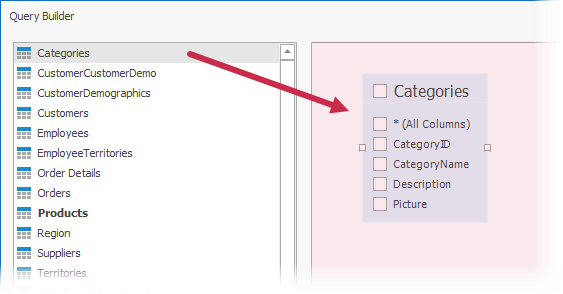 Query Builder
Categories
CustomerCustomerDemo
CustomerDemographics
Customers
Employees
EmployeeTerritories
Order Details
Orders
Products
Region
Suppliers
Territories
Categories
* (All Columns)
CategoryID
CategoryName
Description
Picture